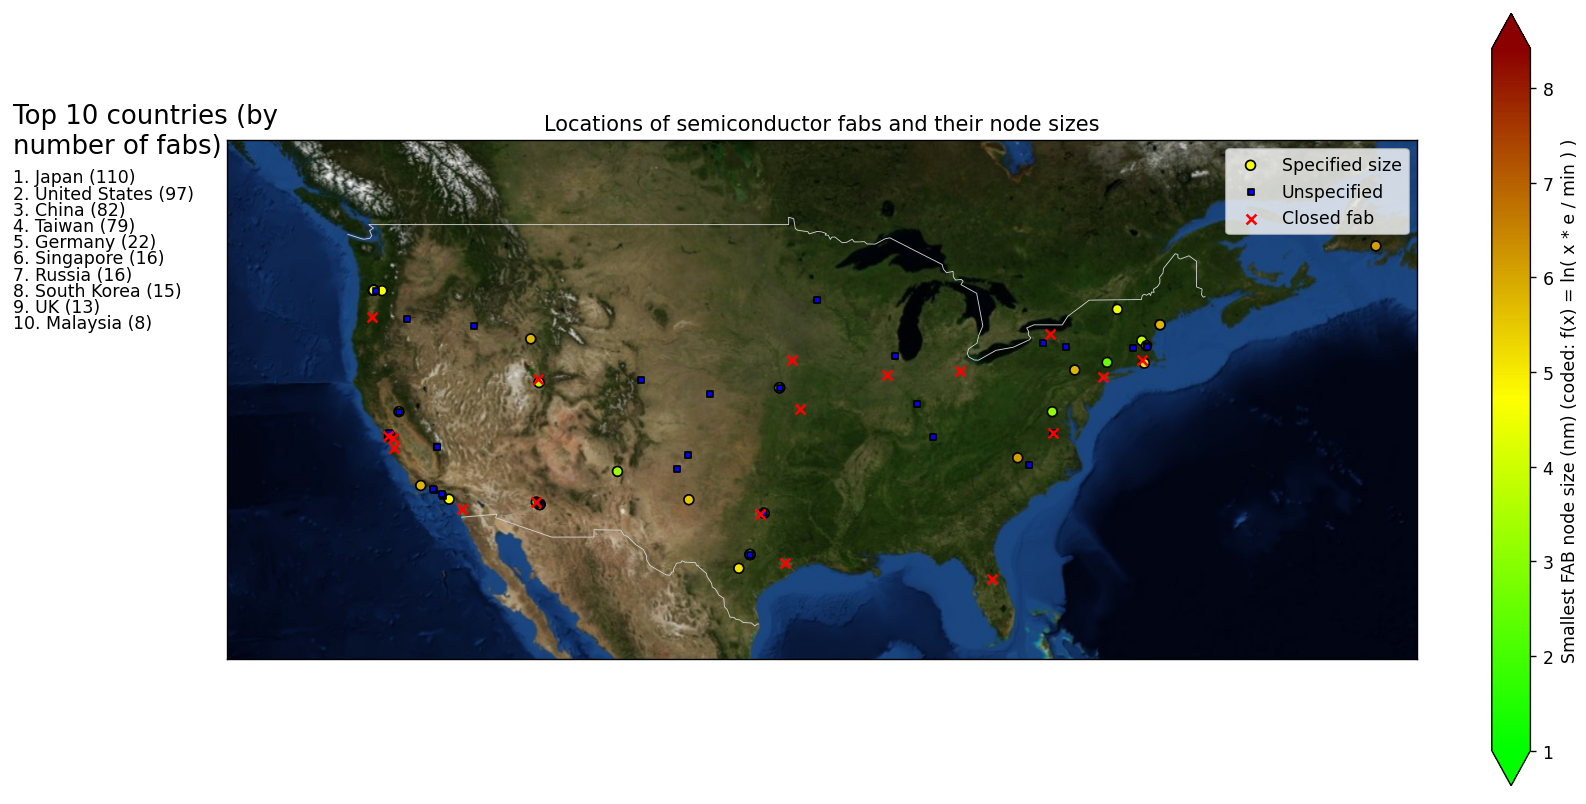 Top 10 countries (by
number of fabs)
1. Japan (110)
2. United States (97)
3. China (82)
4. Taiwan (79)
5. Germany (22)
6. Singapore (16)
7. Russia (16)
8. South Korea (15)
9. UK (13)
10. Malaysia (8)
Locations of semiconductor fabs and their node sizes
Specified size
Unspecified
Closed fab
8
7
6
5
4
3
2
1
Smallest FAB node size (nm) (coded: f(x) = ln( x * e / min ) )